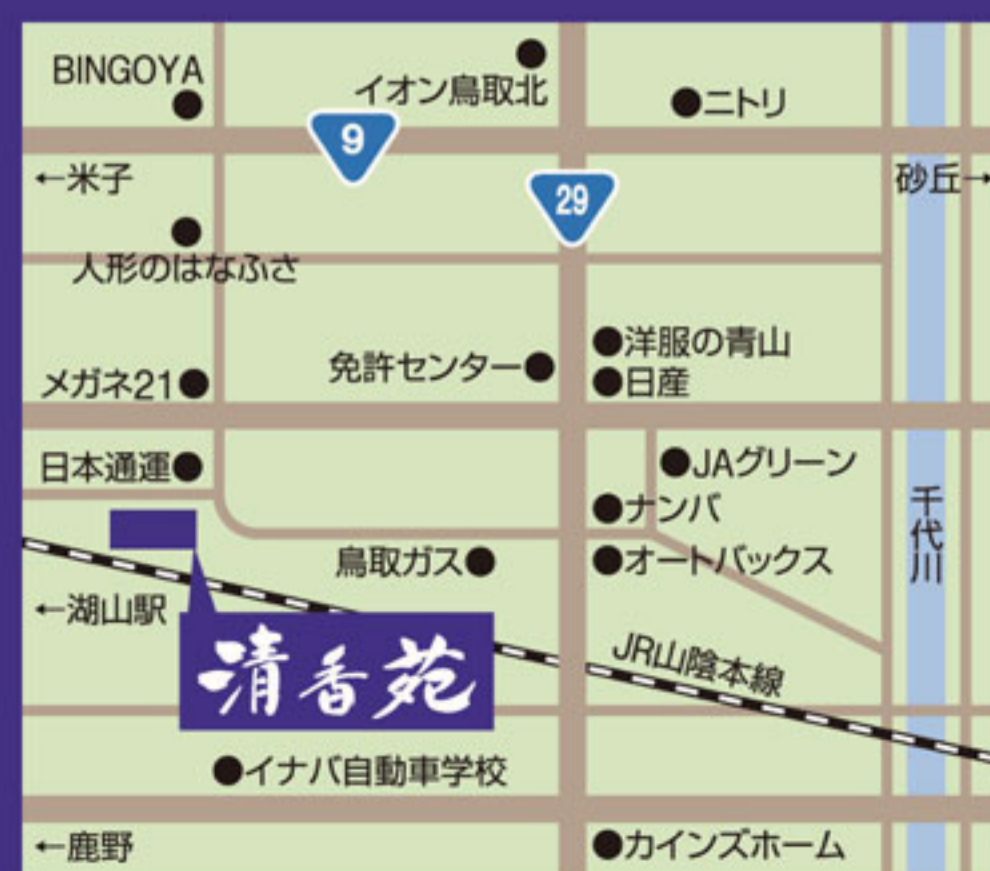 BINGOYA
イオン鳥取北
ニトリ
9
←米子
砂丘→
29
人形のはなふさ
洋服の青山
免許センター
メガネ21
日産
日本通運
JAグリーン
ナンバ
千代川
鳥取ガス
オートバックス
←湖山駅
清香苑
JR山陰本線
イナバ自動車学校
←鹿野
カインズホーム